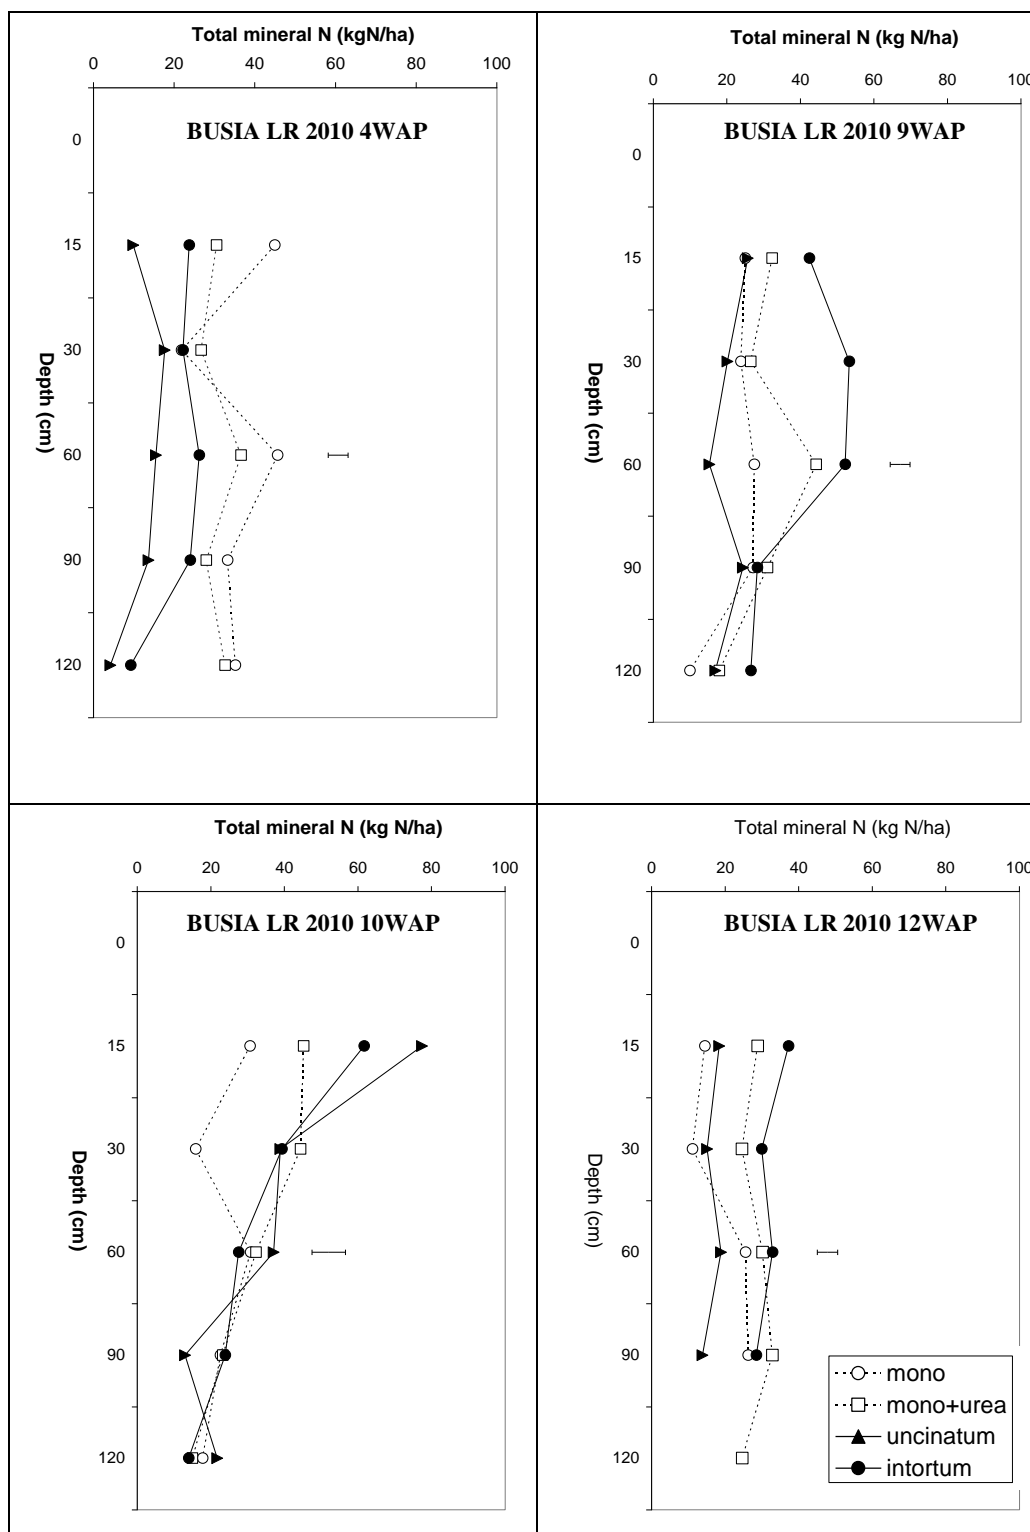 Total mineral N (kgN/ha)
0 20 40 60 80 100
BUSIA LR 2010 4WAP
0
15
30
60
90
120
Depth (cm)
Total mineral N (kg N/ha)
0 20 40 60 80 100
BUSIA LR 2010 9WAP
0
15
30
60
90
120
Depth (cm)
Total mineral N (kg N/ha)
0 20 40 60 80 100
BUSIA LR 2010 10WAP
0
15
30
60
90
120
Depth (cm)
Total mineral N (kg N/ha)
0 20 40 60 80 100
BUSIA LR 2010 12WAP
0
15
30
60
90
120
Depth (cm)
mono
mono+urea
uncinatum
intortum